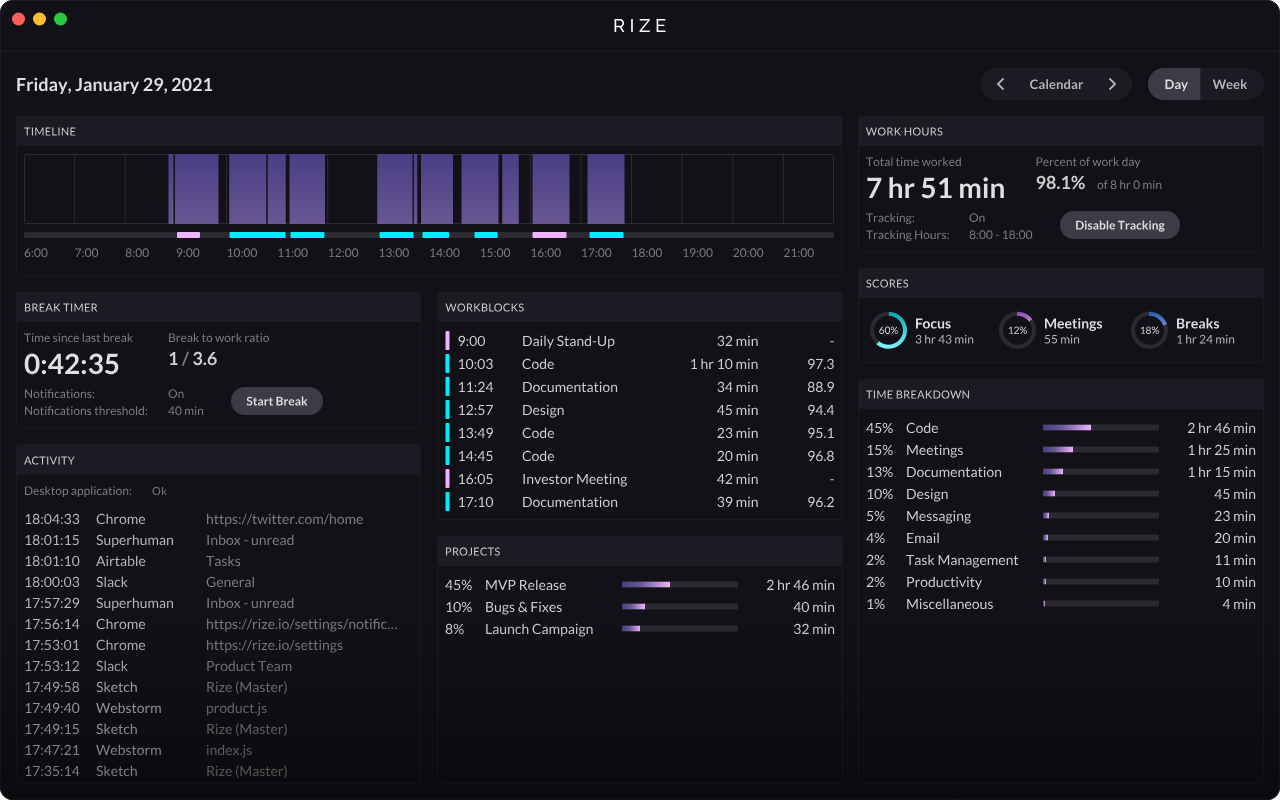 RIZE
Friday, January 29, 2021
Calendar
Day Week
TIMELINE
6:00 7:00 8:00 9:00 10:00 11:00 12:00 13:00 14:00 15:00 16:00 17:00 18:00 19:00 20:00 21:00
WORK HOURS
Total time worked Percent of work day
7 hr 51 min 98.1% of 8 hr 0 min
Tracking: On
Tracking Hours: 8:00 - 18:00
Disable Tracking
BREAK TIMER
Time since last break Break to work ratio
0:42:35 1 / 3.6
Notifications: On
Notifications threshold: 40 min
Start Break
WORKBLOCKS
9:00 Daily Stand-Up 32 min -
10:03 Code 1 hr 10 min 97.3
11:24 Documentation 34 min 88.9
12:57 Design 45 min 94.4
13:49 Code 23 min 95.1
14:45 Code 20 min 96.8
16:05 Investor Meeting 42 min -
17:10 Documentation 39 min 96.2
SCORES
60% Focus 3 hr 43 min
12% Meetings 55 min
18% Breaks 1 hr 24 min
ACTIVITY
Desktop application: Ok
18:04:33 Chrome https://twitter.com/home
18:01:15 Superhuman Inbox - unread
18:01:10 Airtable Tasks
18:00:03 Slack General
17:57:29 Superhuman Inbox - unread
17:56:14 Chrome https://rize.io/settings/notific...
17:53:01 Chrome https://rize.io/settings
17:53:12 Slack Product Team
17:49:58 Sketch Rize (Master)
17:49:40 Webstorm product.js
17:49:15 Sketch Rize (Master)
17:47:21 Webstorm index.js
17:35:14 Sketch Rize (Master)
PROJECTS
45% MVP Release 2 hr 46 min
10% Bugs & Fixes 40 min
8% Launch Campaign 32 min
TIME BREAKDOWN
45% Code 2 hr 46 min
15% Meetings 1 hr 25 min
13% Documentation 1 hr 15 min
10% Design 45 min
5% Messaging 23 min
4% Email 20 min
2% Task Management 11 min
2% Productivity 10 min
1% Miscellaneous 4 min